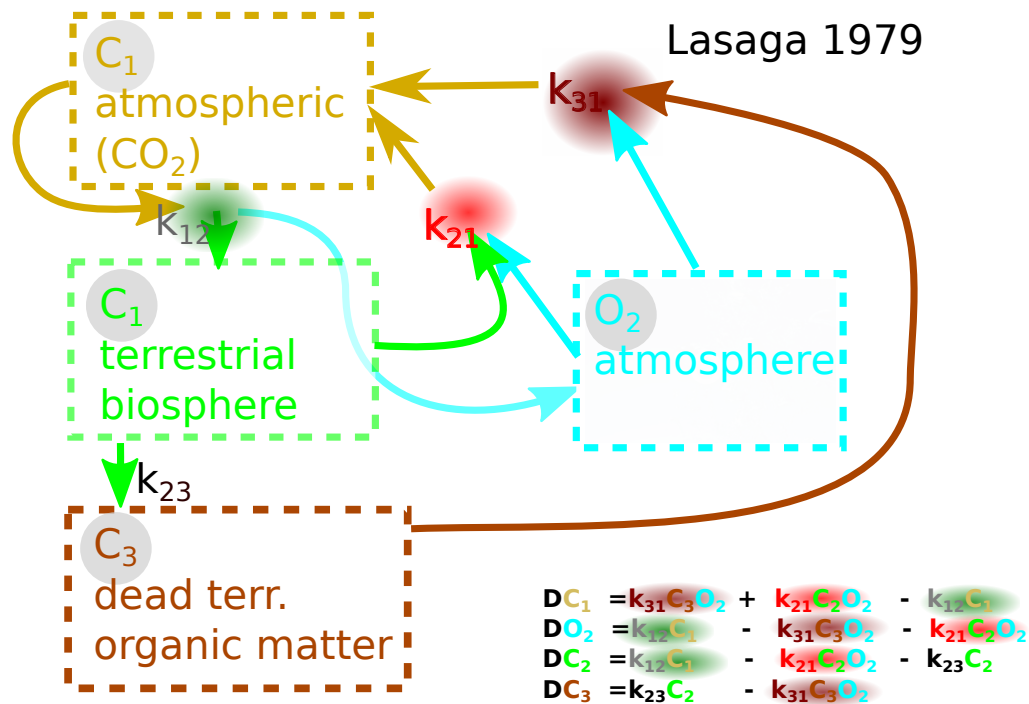 Lasaga 1979
C₁
atmospheric
(CO₂)
k₃₁
k₁₂
k₂₁
C₁
terrestrial
biosphere
O₂
atmosphere
k₂₃
C₃
dead terr.
organic matter
DC₁ =k₃₁C₃O₂ + k₂₁C₂O₂ - k₁₂C₁
DO₂ =k₁₂C₁ - k₃₁C₃O₂ - k₂₁C₂O₂
DC₂ =k₁₂C₁ - k₂₁C₂O₂ - k₂₃C₂
DC₃ =k₂₃C₂ - k₃₁C₃O₂